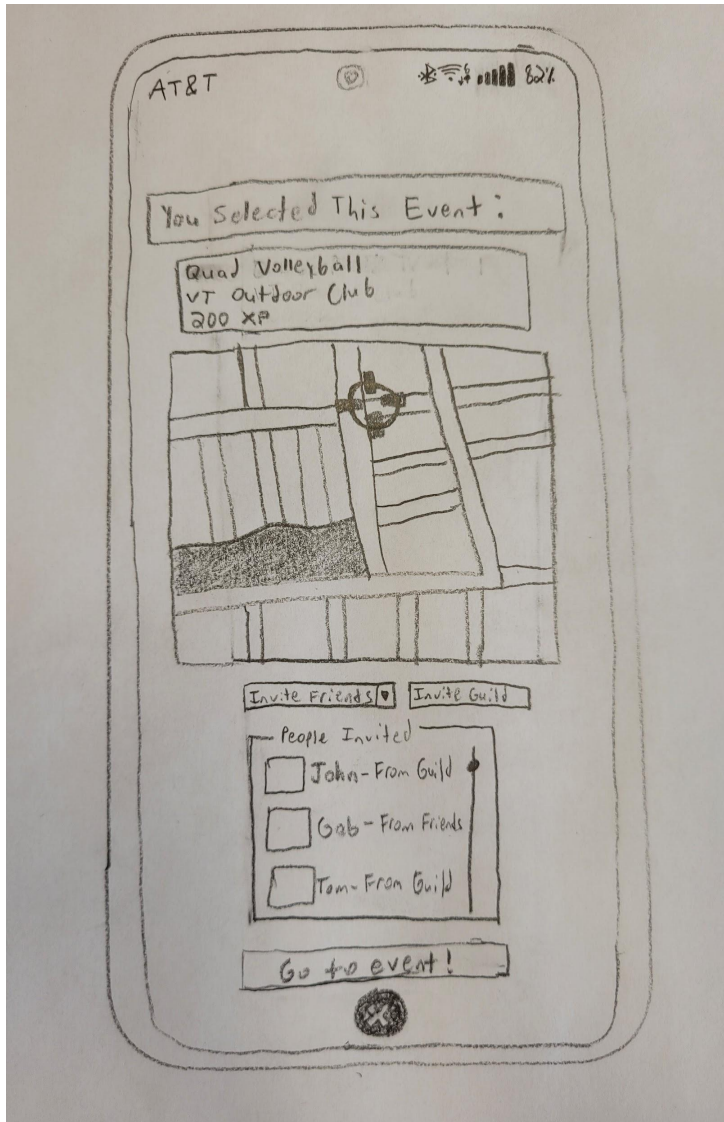 AT&T 82%
You Selected This Event:
Quad Volleyball
VT Outdoor Club
200 XP
Invite Friends Invite Guild
People Invited
John-From Guild
Gab-From Friends
Tom-From Guild
Go to event!